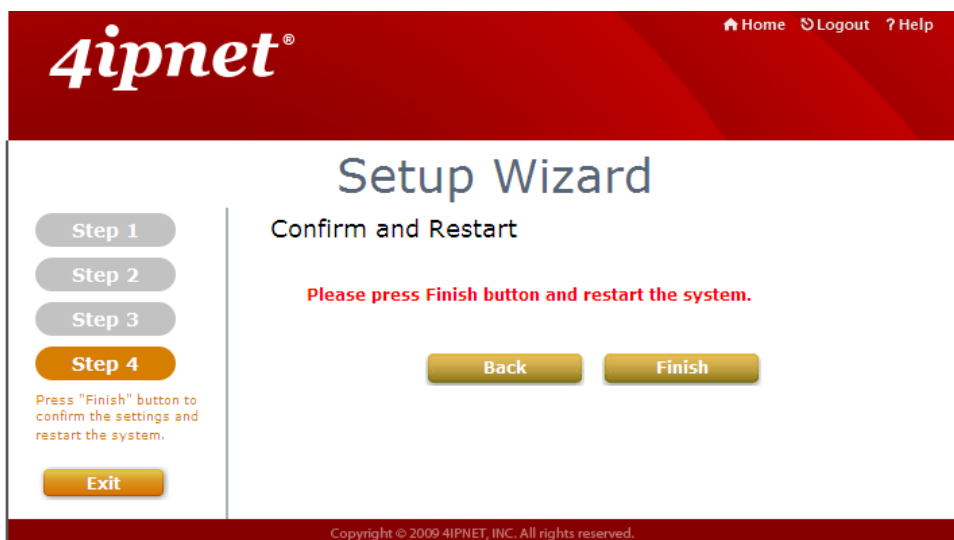 4ipnet®
Home Logout ? Help
Setup Wizard
Step 1
Step 2
Step 3
Step 4
Press "Finish" button to
confirm the settings and
restart the system.
Exit
Confirm and Restart
Please press Finish button and restart the system.
Back Finish
Copyright © 2009 4IPNET, INC. All rights reserved.